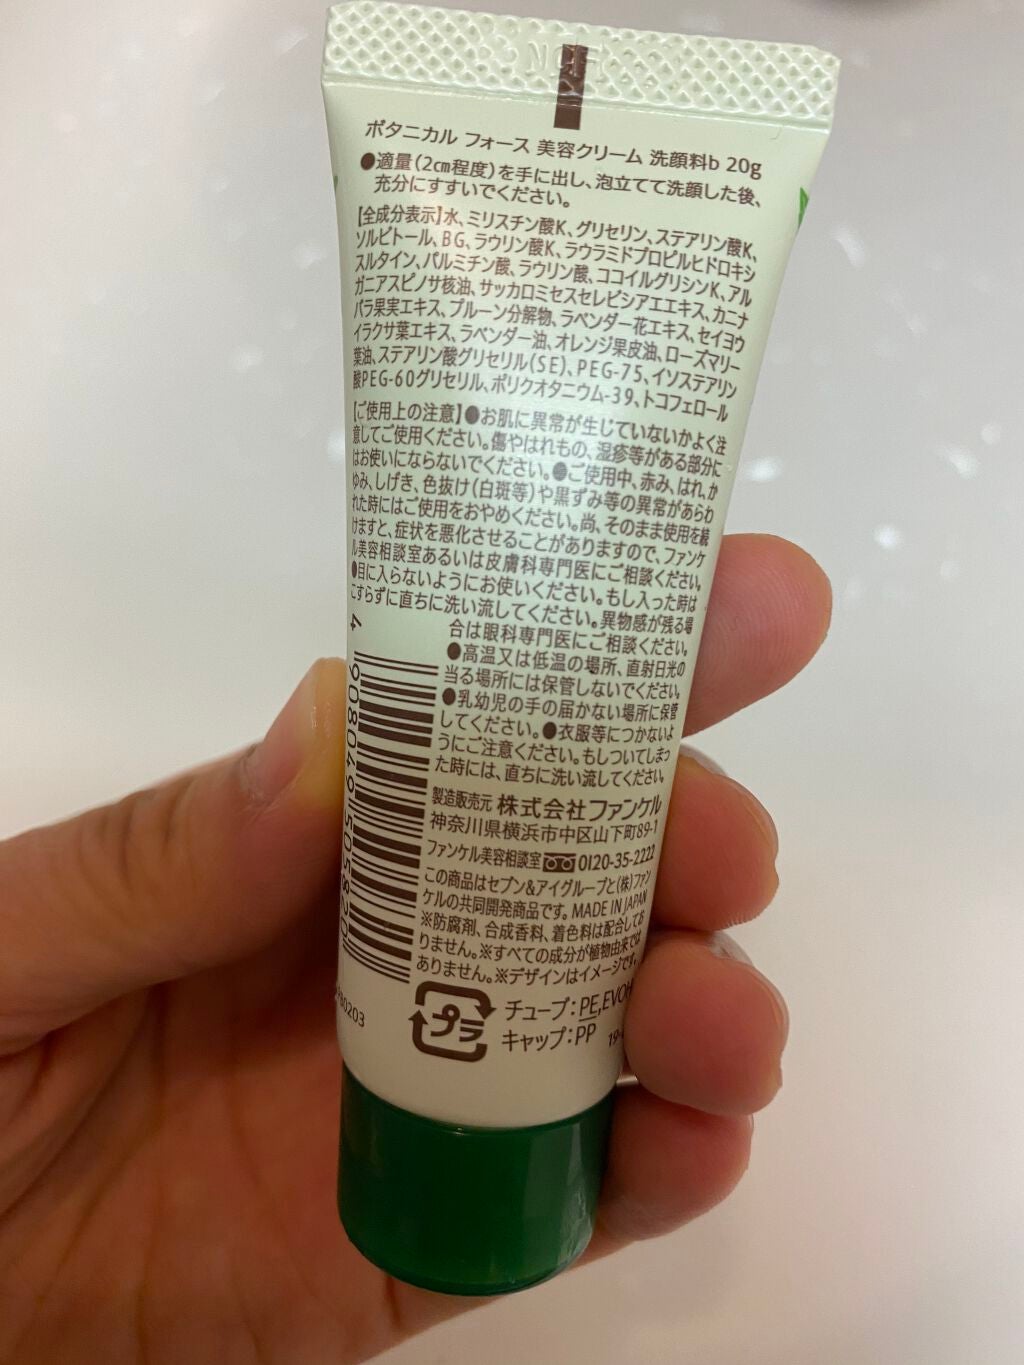 ボタニカル フォース 美容クリーム 洗顔料b 20g
●適量(2㎝程度)を手に出し、泡立てて洗顔した後、
充分にすすいでください。
【全成分表示】水、ミリスチン酸K、グリセリン、ステアリン酸K、
ソルビトール、BG、ラウリン酸K、ラウラミドプロピルヒドロキシ
スルタイン、パルミチン酸、ラウリン酸、ココイルグリシンK、アル
ガニアスピノサ核油、サッカロミセスセレビシアエエキス、カニナ
バラ果実エキス、プルーン分解物、ラベンダー花エキス、セイヨウ
イラクサ葉エキス、ラベンダー油、オレンジ果皮油、ローズマリー
葉油、ステアリン酸グリセリル(SE)、PEG-75、イソステアリン
酸PEG-60グリセリル、ポリクオタニウム-39、トコフェロール
【ご使用上の注意】●お肌に異常が生じていないかよく注
意してご使用ください。傷やはれもの、湿疹等がある部分に
はお使いにならないでください。●ご使用中、赤み、はれ、か
ゆみ、しげき、色抜け(白斑等)や黒ずみ等の異常があらわ
れた時にはご使用をおやめください。尚、そのまま使用を続
けますと、症状を悪化させることがありますので、ファンケ
ル美容相談室あるいは皮膚科専門医にご相談ください。
●目に入らないようにお使いください。もし入った時は
こすらずに直ちに洗い流してください。異物感が残る場
合は眼科専門医にご相談ください。
●高温又は低温の場所、直射日光の
当る場所には保管しないでください。
●乳幼児の手の届かない場所に保管
してください。●衣服等につかないよ
うにご注意ください。もしついてしまっ
た時には、直ちに洗い流してください。
製造販売元 株式会社ファンケル
神奈川県横浜市中区山下町89-1
ファンケル美容相談室 0120-35-2222
この商品はセブン&アイグループと(株)ファン
ケルの共同開発商品です。MADE IN JAPAN
※防腐剤、合成香料、着色料は配合してお
りません。※すべての成分が植物由来では
ありません。※デザインはイメージです。
4 908049 505820
プラ
チューブ:PE,EVOH
キャップ:PP